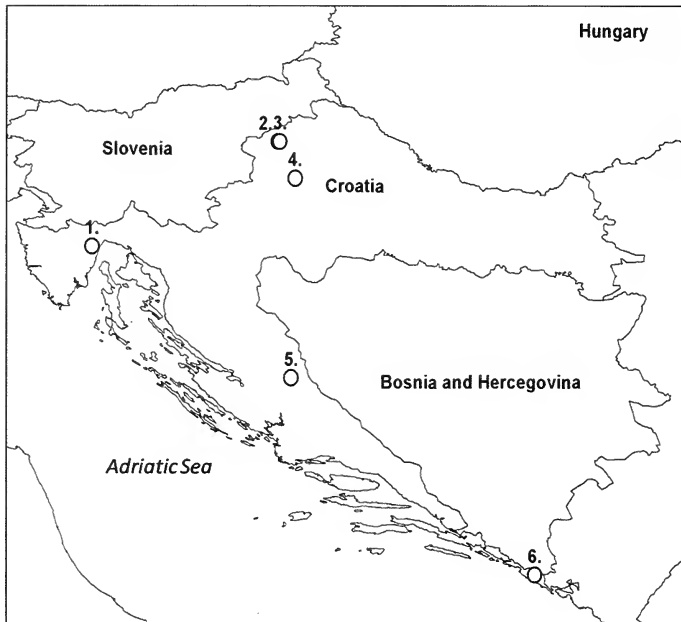 Hungary
2.3.
Slovenia
4.
Croatia
1.
5.
Bosnia and Hercegovina
Adriatic Sea
6.